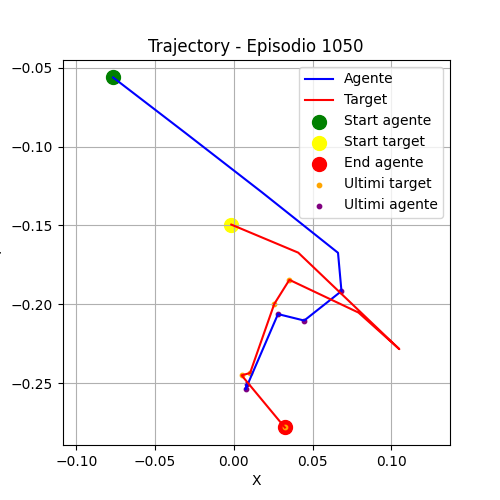 Trajectory - Episodio 1050
Agente
Target
Start agente
Start target
End agente
Ultimi target
Ultimi agente
−0.05
−0.10
−0.15
−0.20
−0.25
−0.10
−0.05
0.00
0.05
0.10
X